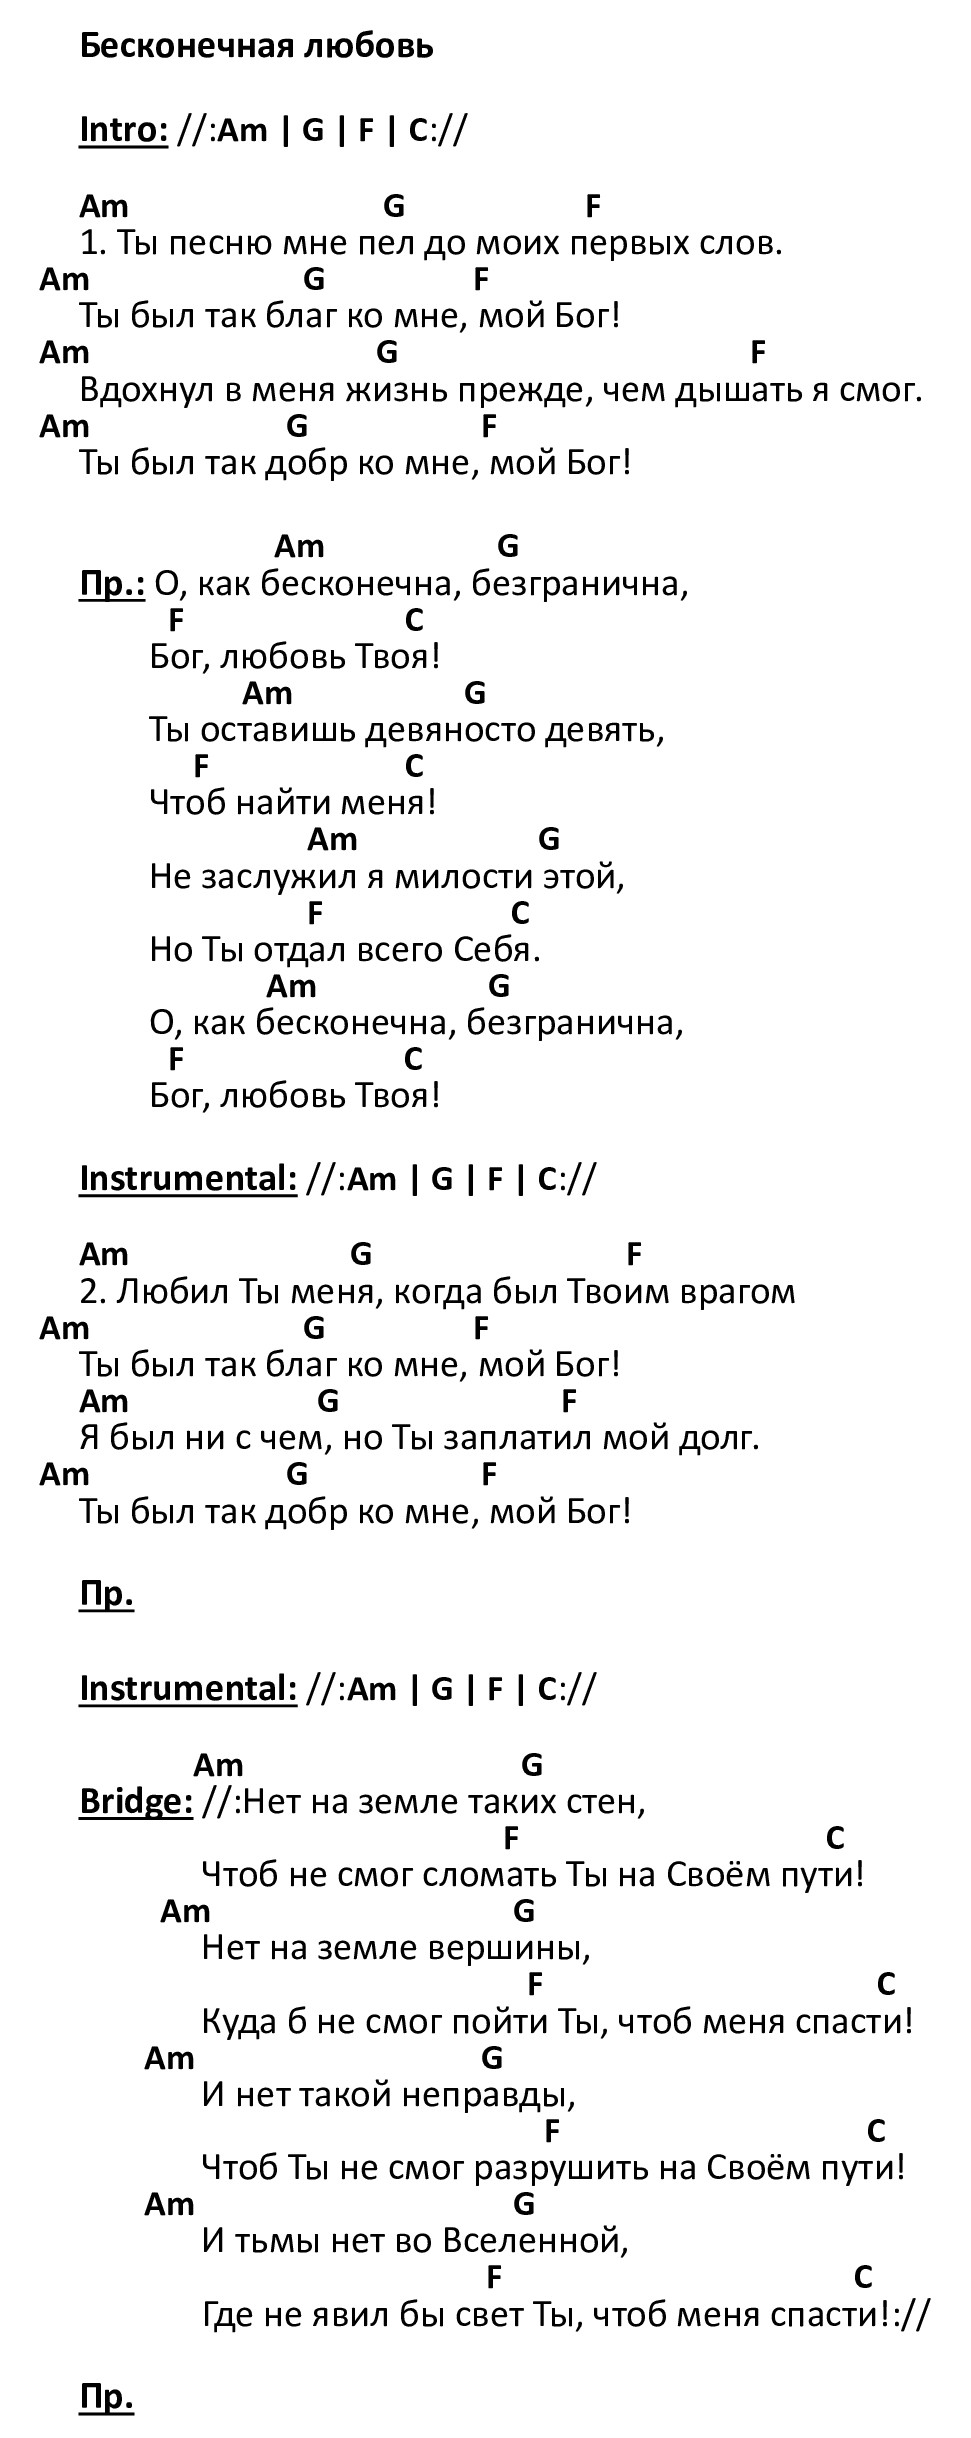 Бесконечная любовь
Intro: //:Am | G | F | C://
Am G F
1. Ты песню мне пел до моих первых слов.
Am G F
Ты был так благ ко мне, мой Бог!
Am G F
Вдохнул в меня жизнь прежде, чем дышать я смог.
Am G F
Ты был так добр ко мне, мой Бог!
Am G
Пр.: О, как бесконечна, безгранична,
F C
Бог, любовь Твоя!
Am G
Ты оставишь девяносто девять,
F C
Чтоб найти меня!
Am G
Не заслужил я милости этой,
F C
Но Ты отдал всего Себя.
Am G
О, как бесконечна, безгранична,
F C
Бог, любовь Твоя!
Instrumental: //:Am | G | F | C://
Am G F
2. Любил Ты меня, когда был Твоим врагом
Am G F
Ты был так благ ко мне, мой Бог!
Am G F
Я был ни с чем, но Ты заплатил мой долг.
Am G F
Ты был так добр ко мне, мой Бог!
Пр.
Instrumental: //:Am | G | F | C://
Am G
Bridge: //:Нет на земле таких стен,
F C
Чтоб не смог сломать Ты на Своём пути!
Am G
Нет на земле вершины,
F C
Куда б не смог пойти Ты, чтоб меня спасти!
Am G
И нет такой неправды,
F C
Чтоб Ты не смог разрушить на Своём пути!
Am G
И тьмы нет во Вселенной,
F C
Где не явил бы свет Ты, чтоб меня спасти!://
Пр.